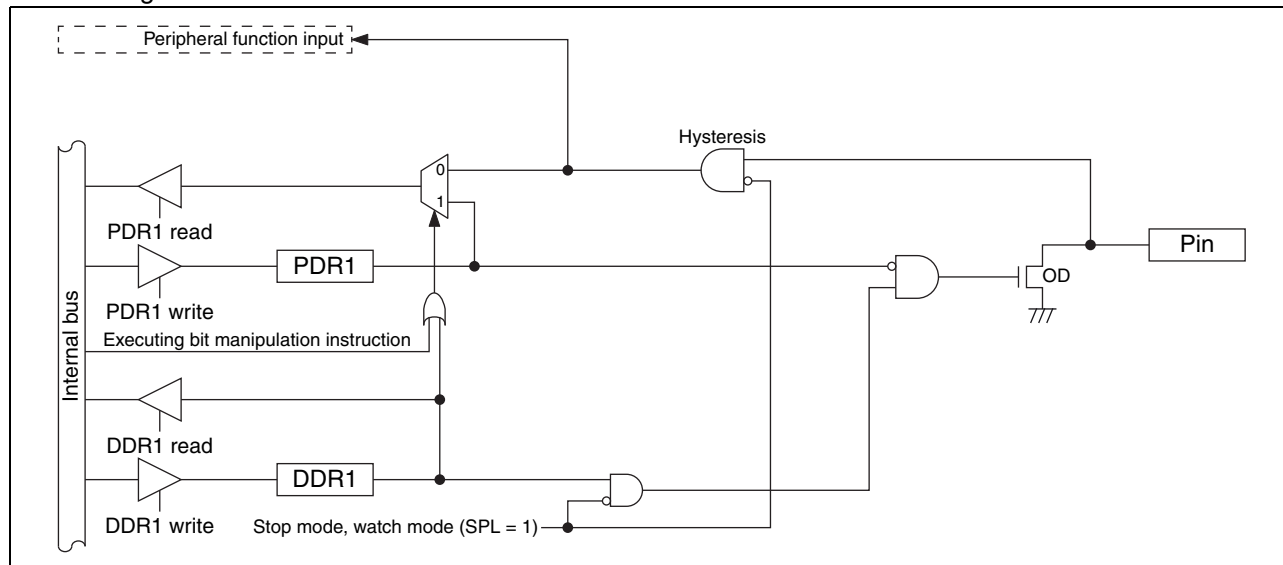 Peripheral function input
Hysteresis
0
1
PDR1 read
Pin
PDR1
OD
PDR1 write
Executing bit manipulation instruction
Internal bus
DDR1 read
DDR1
DDR1 write
Stop mode, watch mode (SPL = 1)